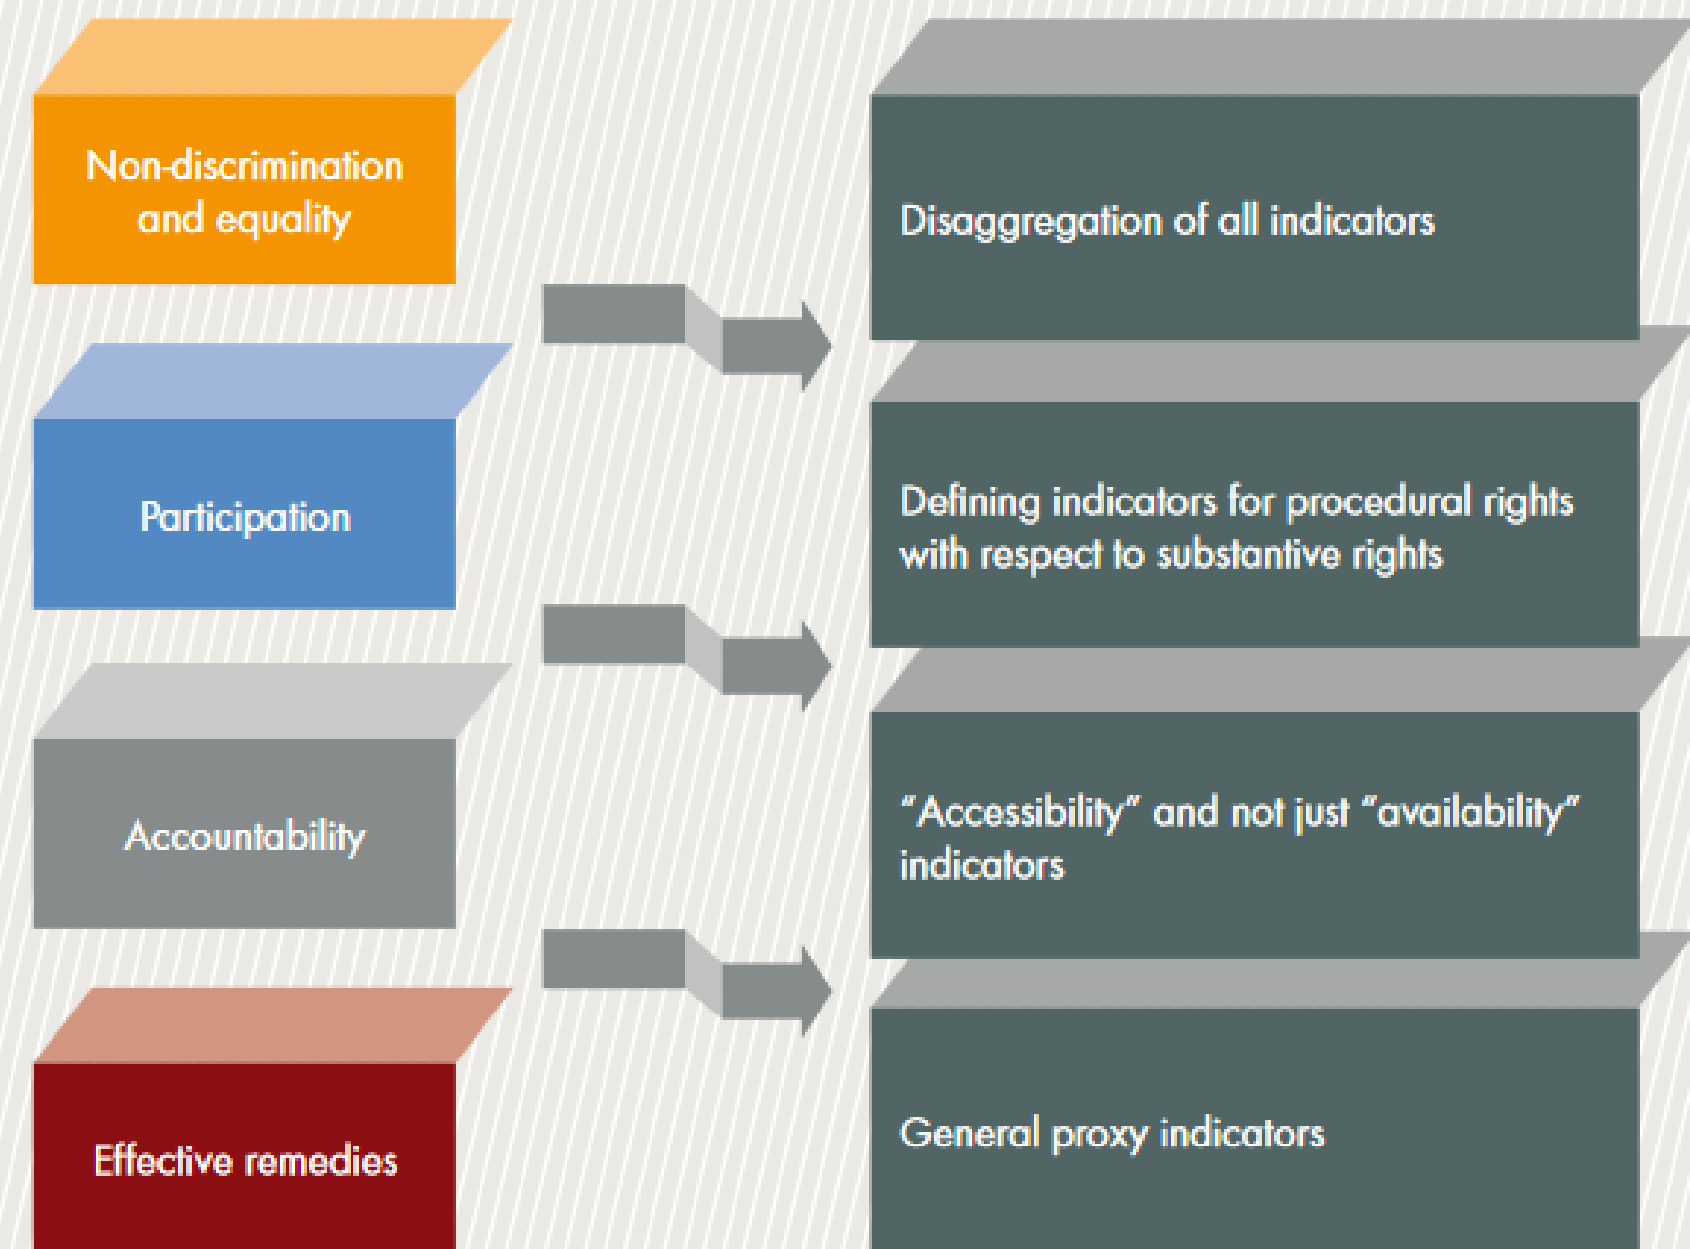 Non-discrimination
and equality
Participation
Accountability
Effective remedies
Disaggregation of all indicators
Defining indicators for procedural rights
with respect to substantive rights
“Accessibility” and not just “availability”
indicators
General proxy indicators